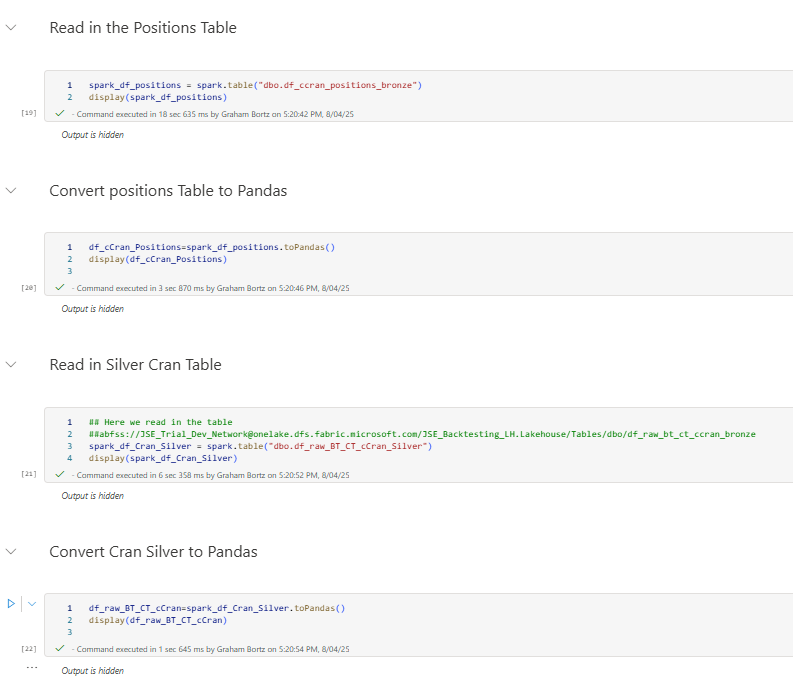 Read in the Positions Table
1 spark_df_positions = spark.table("dbo.df_ccran_positions_bronze")
2 display(spark_df_positions)
[19] - Command executed in 18 sec 635 ms by Graham Bortz on 5:20:42 PM, 8/04/25
Output is hidden
Convert positions Table to Pandas
1 df_cCran_Positions=spark_df_positions.toPandas()
2 display(df_cCran_Positions)
3
[20] - Command executed in 3 sec 870 ms by Graham Bortz on 5:20:46 PM, 8/04/25
Output is hidden
Read in Silver Cran Table
1 ## Here we read in the table
2 ##abfss://JSE_Trial_Dev_Network@onelake.dfs.fabric.microsoft.com/JSE_Backtesting_LH.Lakehouse/Tables/dbo/df_raw_bt_ct_ccran_bronze
3 spark_df_Cran_Silver = spark.table("dbo.df_raw_BT_CT_cCran_Silver")
4 display(spark_df_Cran_Silver)
[21] - Command executed in 6 sec 358 ms by Graham Bortz on 5:20:52 PM, 8/04/25
Output is hidden
Convert Cran Silver to Pandas
1 df_raw_BT_CT_cCran=spark_df_Cran_Silver.toPandas()
2 display(df_raw_BT_CT_cCran)
3
[22] - Command executed in 1 sec 645 ms by Graham Bortz on 5:20:54 PM, 8/04/25
... Output is hidden